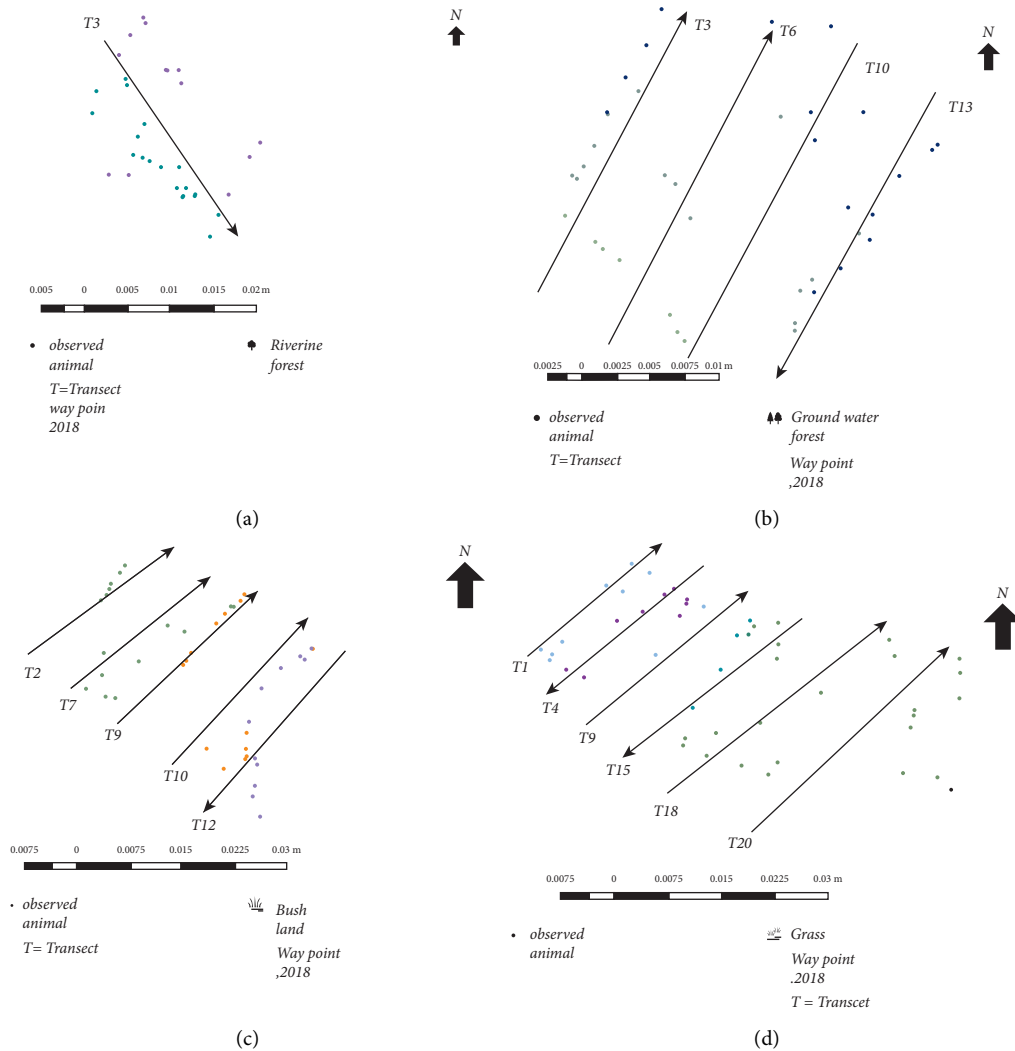 T3
N
0.005 0 0.005 0.01 0.015 0.02 m
observed
animal
T=Transect
way poin
2018
Riverine
forest
(a)
T3
T6
N
T10
T13
0.0025 0 0.0025 0.005 0.0075 0.01 m
observed
animal
T=Transect
Ground water
forest
Way point
,2018
(b)
N
T2
T7
T9
T10
T12
0.0075 0 0.0075 0.015 0.0225 0.03 m
observed
animal
T= Transect
Bush
land
Way point
,2018
(c)
N
T1
T4
T9
T15
T18
T20
0.0075 0 0.0075 0.015 0.0225 0.03 m
observed
animal
Grass
Way point
.2018
T = Transcet
(d)